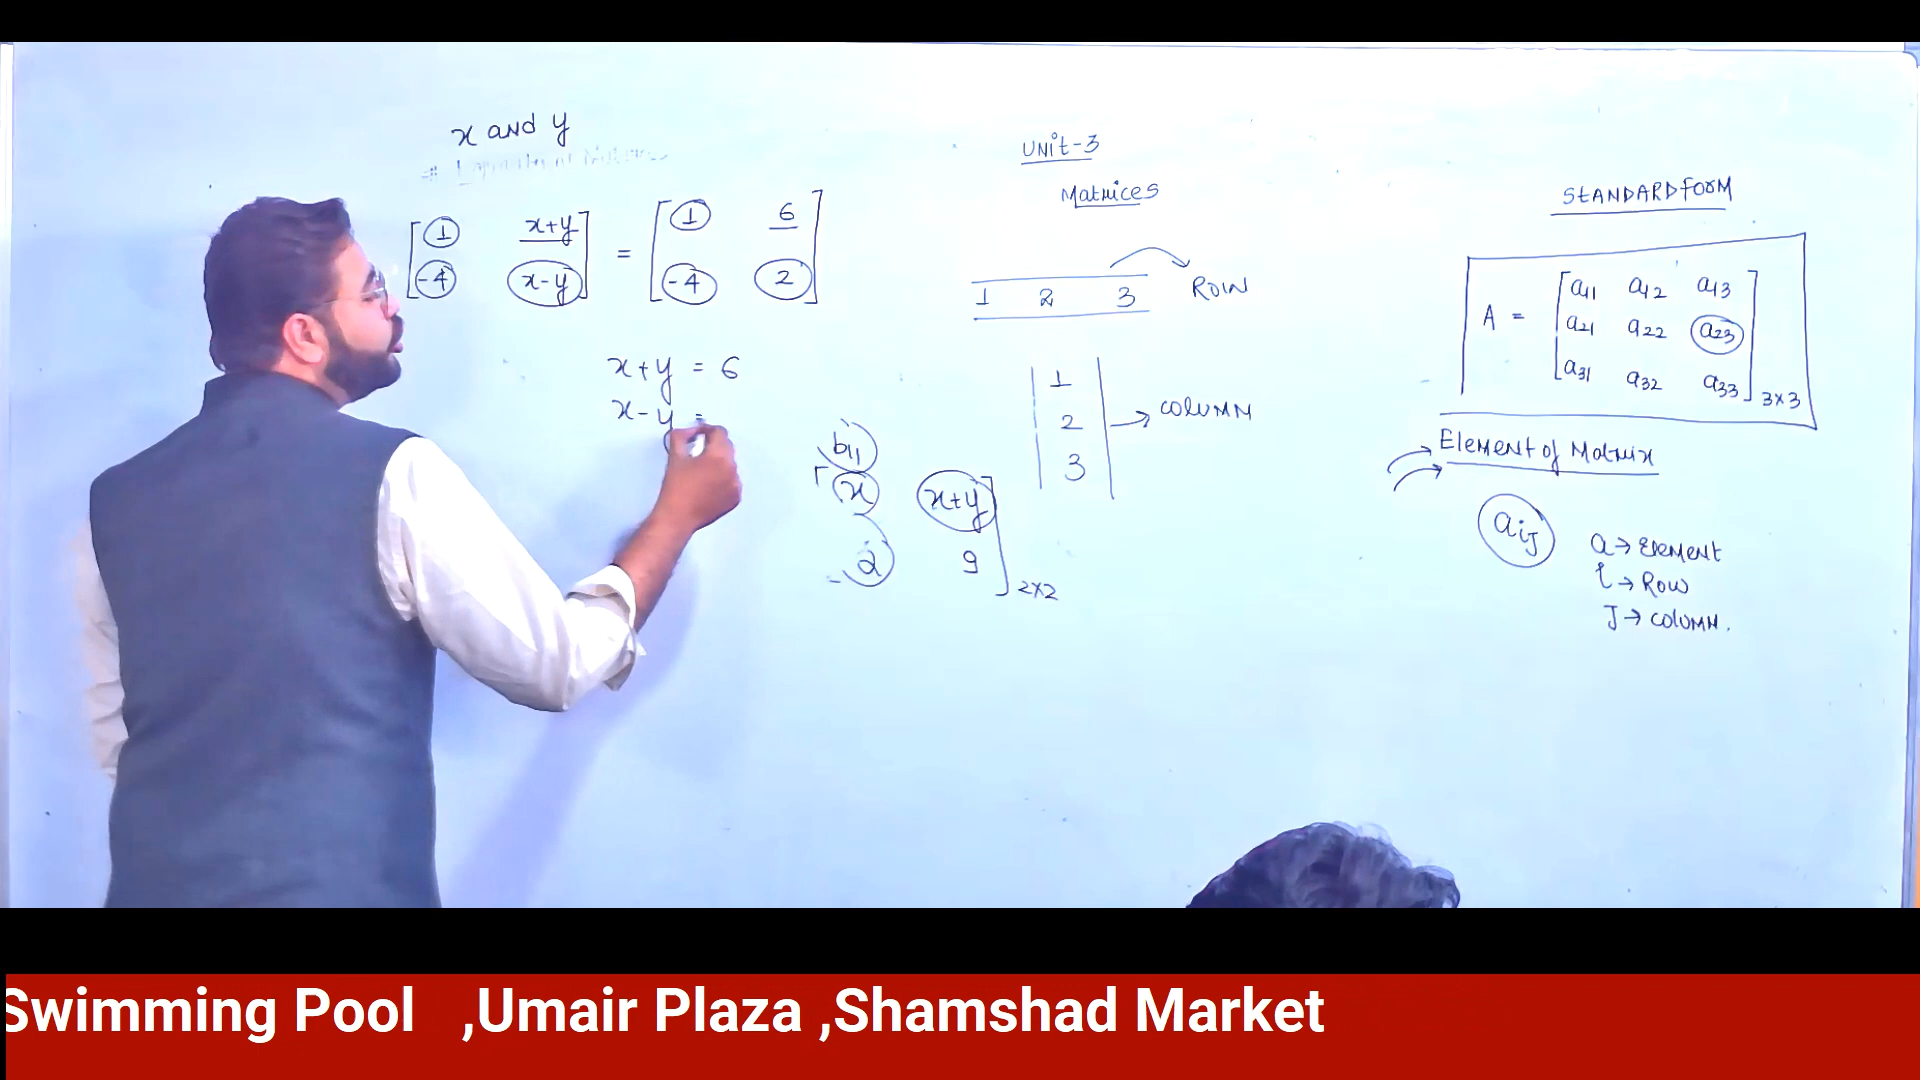 x and y
[ 1 x+y ] = [ 1 6 ]
[ -4 x-y ] [ -4 2 ]
x+y = 6
x-y =
b11
x x+y
2 9
2x2
Unit-3
Matrices
1 2 3 → Row
1
2 → Column
3
Standard Form
A = [ a11 a12 a13 ]
a21 a22 a23
a31 a32 a33 3x3
Element of Matrix
aij
a → Element
i → Row
J → Column.
Swimming Pool ,Umair Plaza ,Shamshad Market